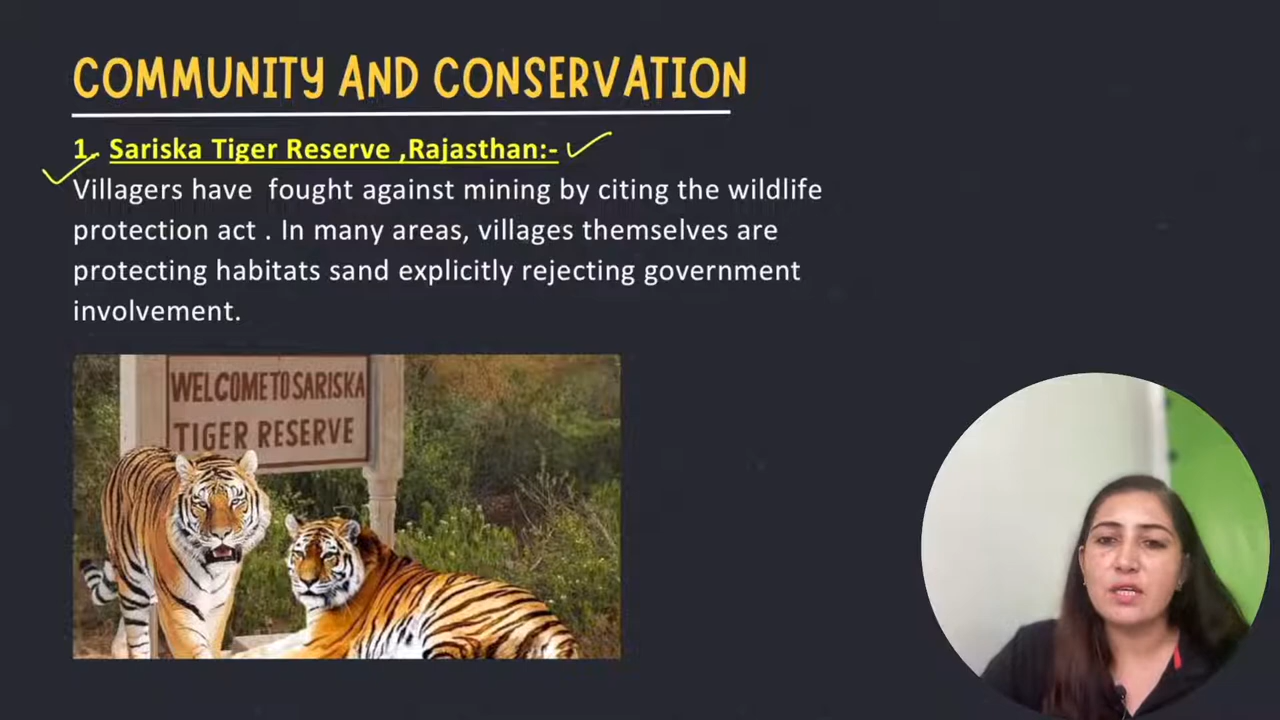 COMMUNITY AND CONSERVATION
1. Sariska Tiger Reserve ,Rajasthan:-
Villagers have fought against mining by citing the wildlife
protection act . In many areas, villages themselves are
protecting habitats sand explicitly rejecting government
involvement.
WELCOME TO SARISKA
TIGER RESERVE